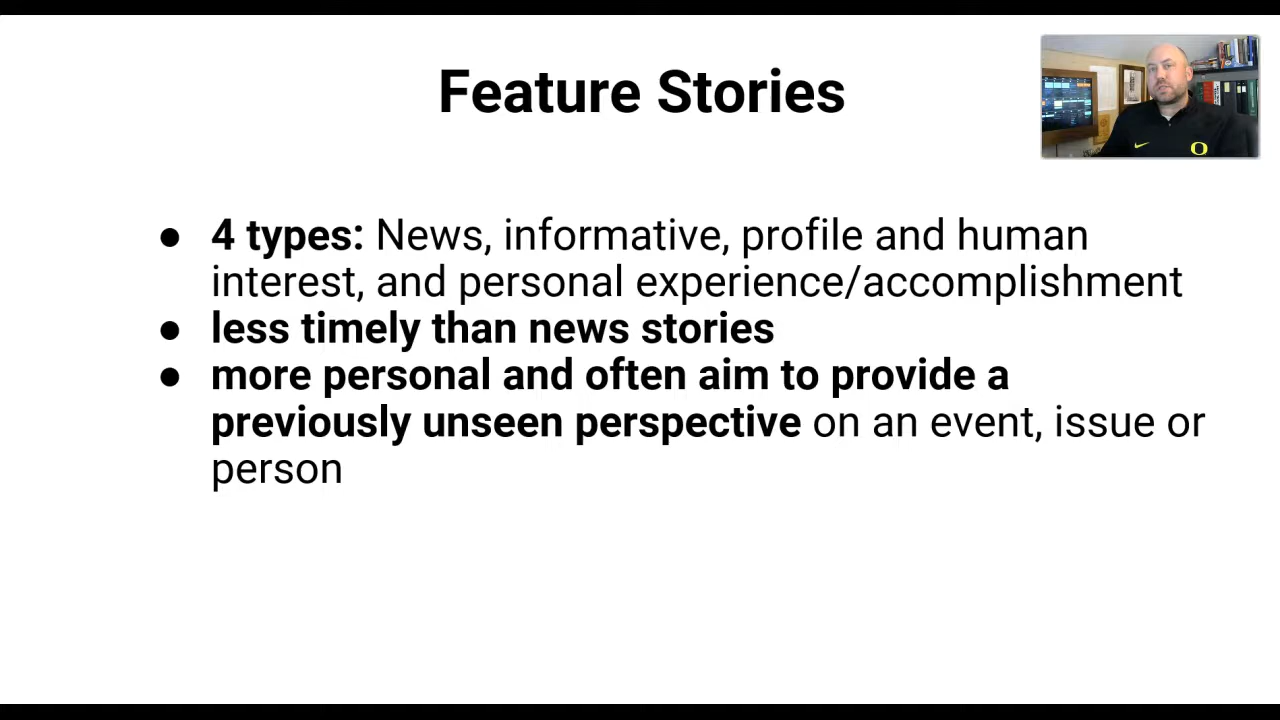 Feature Stories
● 4 types: News, informative, profile and human
interest, and personal experience/accomplishment
● less timely than news stories
● more personal and often aim to provide a
previously unseen perspective on an event, issue or
person
O